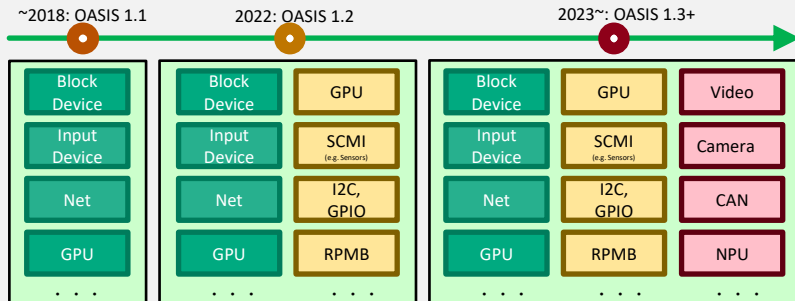 ~2018: OASIS 1.1
2022: OASIS 1.2
2023~: OASIS 1.3+
Block
Device
Input
Device
Net
GPU
. . .
Block
Device
Input
Device
Net
GPU
. . .
GPU
SCMI
(e.g. Sensors)
I2C,
GPIO
RPMB
. . .
Block
Device
Input
Device
Net
GPU
. . .
GPU
SCMI
(e.g. Sensors)
I2C,
GPIO
RPMB
. . .
Video
Camera
CAN
NPU
. . .